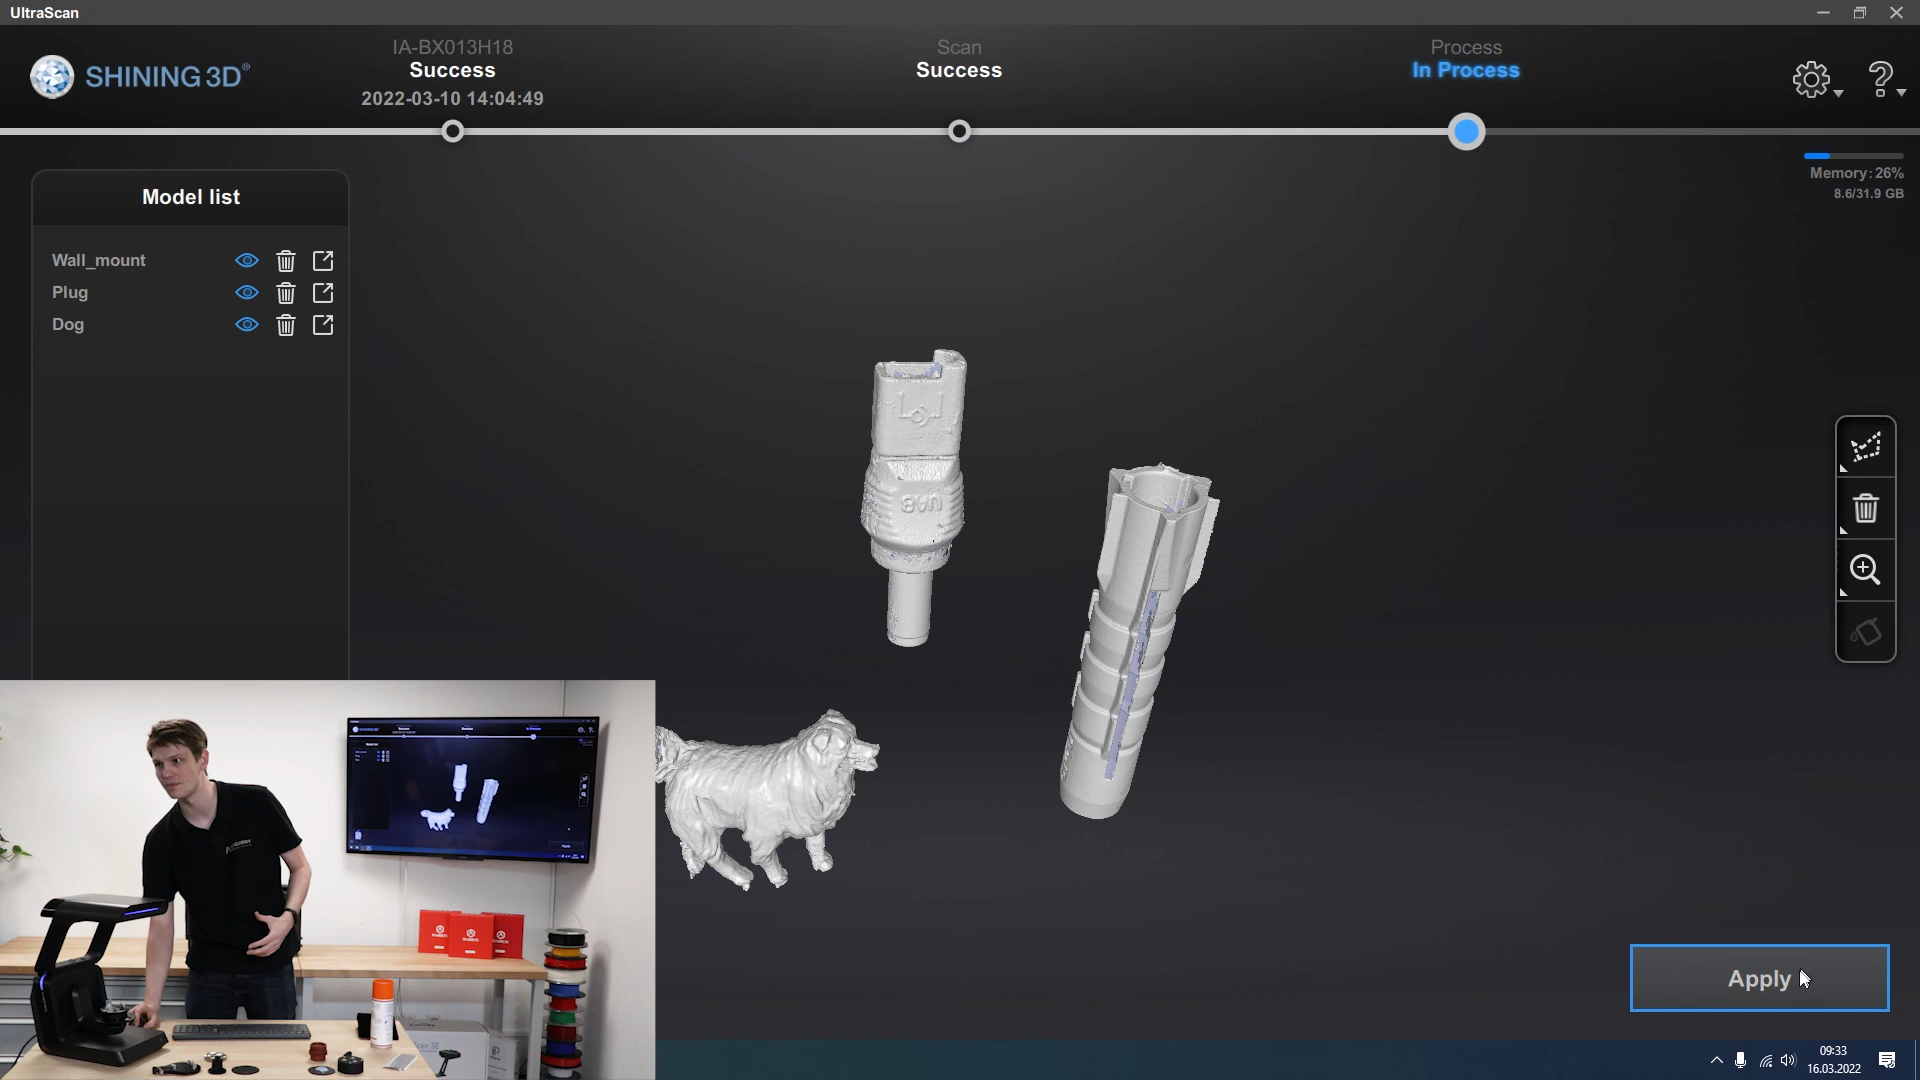 UltraScan
SHINING 3D®
IA-BX013H18
Success
2022-03-10 14:04:49
Scan
Success
Process
In Process
Memory: 26%
8.6/31.9 GB
Model list
Wall_mount
Plug
Dog
UAB
Apply
09:33
16.03.2022